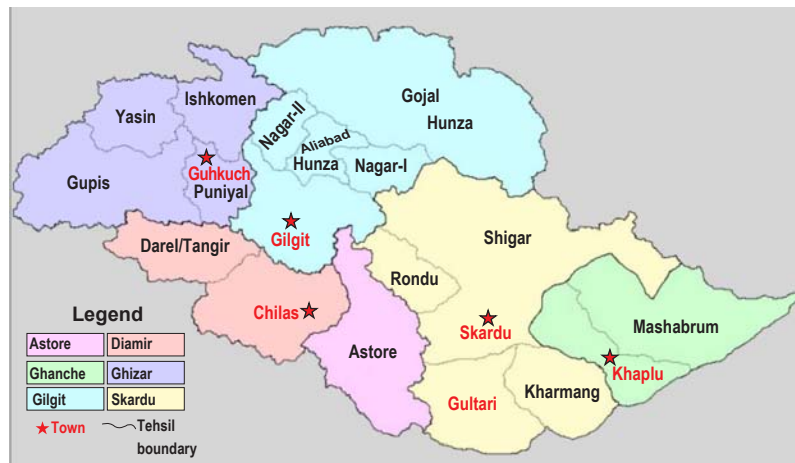 Ishkomen
Yasin
Gojal
Hunza
Nagar-II
Aliabad
Hunza
Nagar-I
Guhkuch
Puniyal
Gupis
Gilgit
Darel/Tangir
Shigar
Rondu
Chilas
Skardu
Mashabrum
Astore
Khaplu
Gultari
Kharmang
Legend
Astore
Diamir
Ghanche
Ghizar
Gilgit
Skardu
Town
Tehsil
boundary